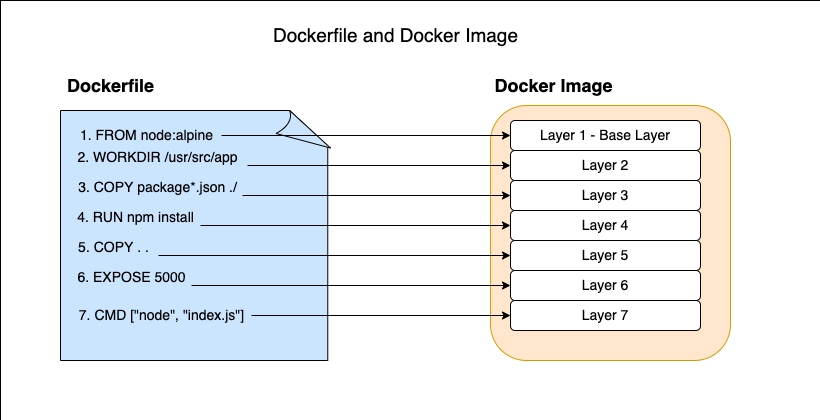 Dockerfile and Docker Image
Dockerfile
Docker Image
1. FROM node:alpine
2. WORKDIR /usr/src/app
3. COPY package*.json ./
4. RUN npm install
5. COPY . .
6. EXPOSE 5000
7. CMD ["node", "index.js"]
Layer 1 - Base Layer
Layer 2
Layer 3
Layer 4
Layer 5
Layer 6
Layer 7